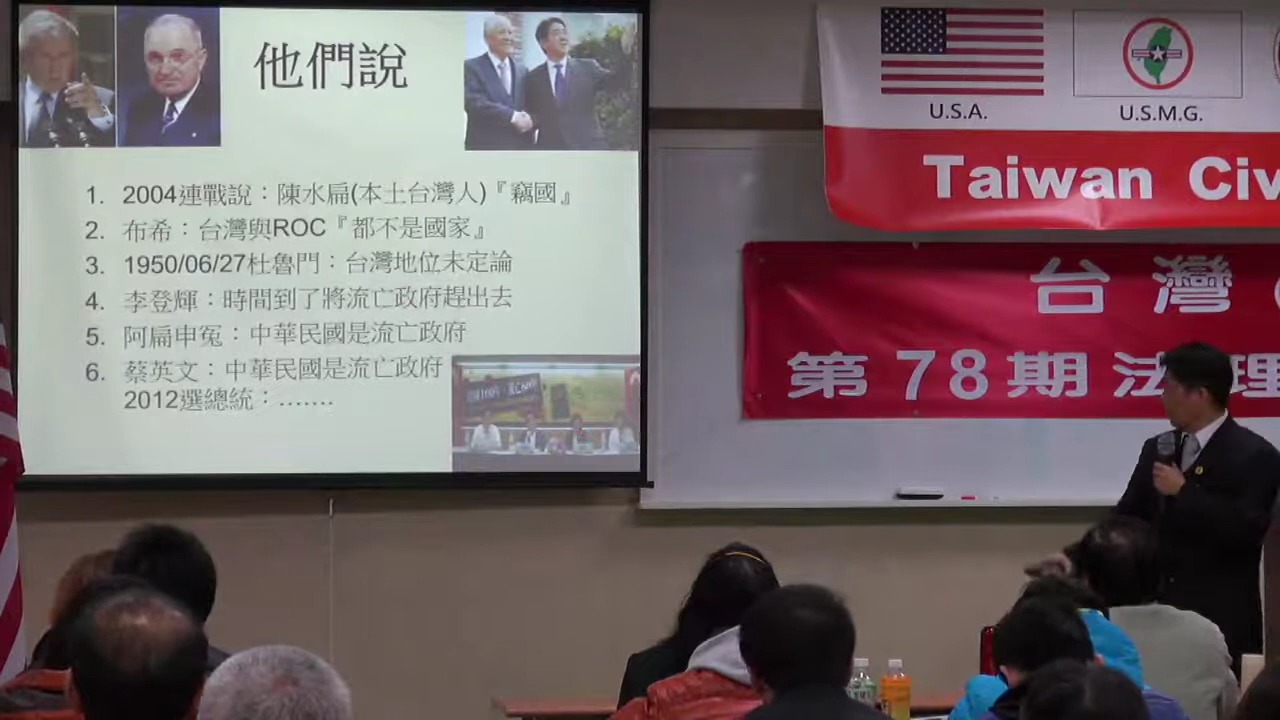 他們說
1. 2004連戰說：陳水扁(本土台灣人)『竊國』
2. 布希：台灣與ROC『都不是國家』
3. 1950/06/27杜魯門：台灣地位未定論
4. 李登輝：時間到了將流亡政府趕出去
5. 阿扁申冤：中華民國是流亡政府
6. 蔡英文：中華民國是流亡政府
2012選總統：.......
U.S.A.
U.S.M.G.
Taiwan Civ
台灣
第78期法理